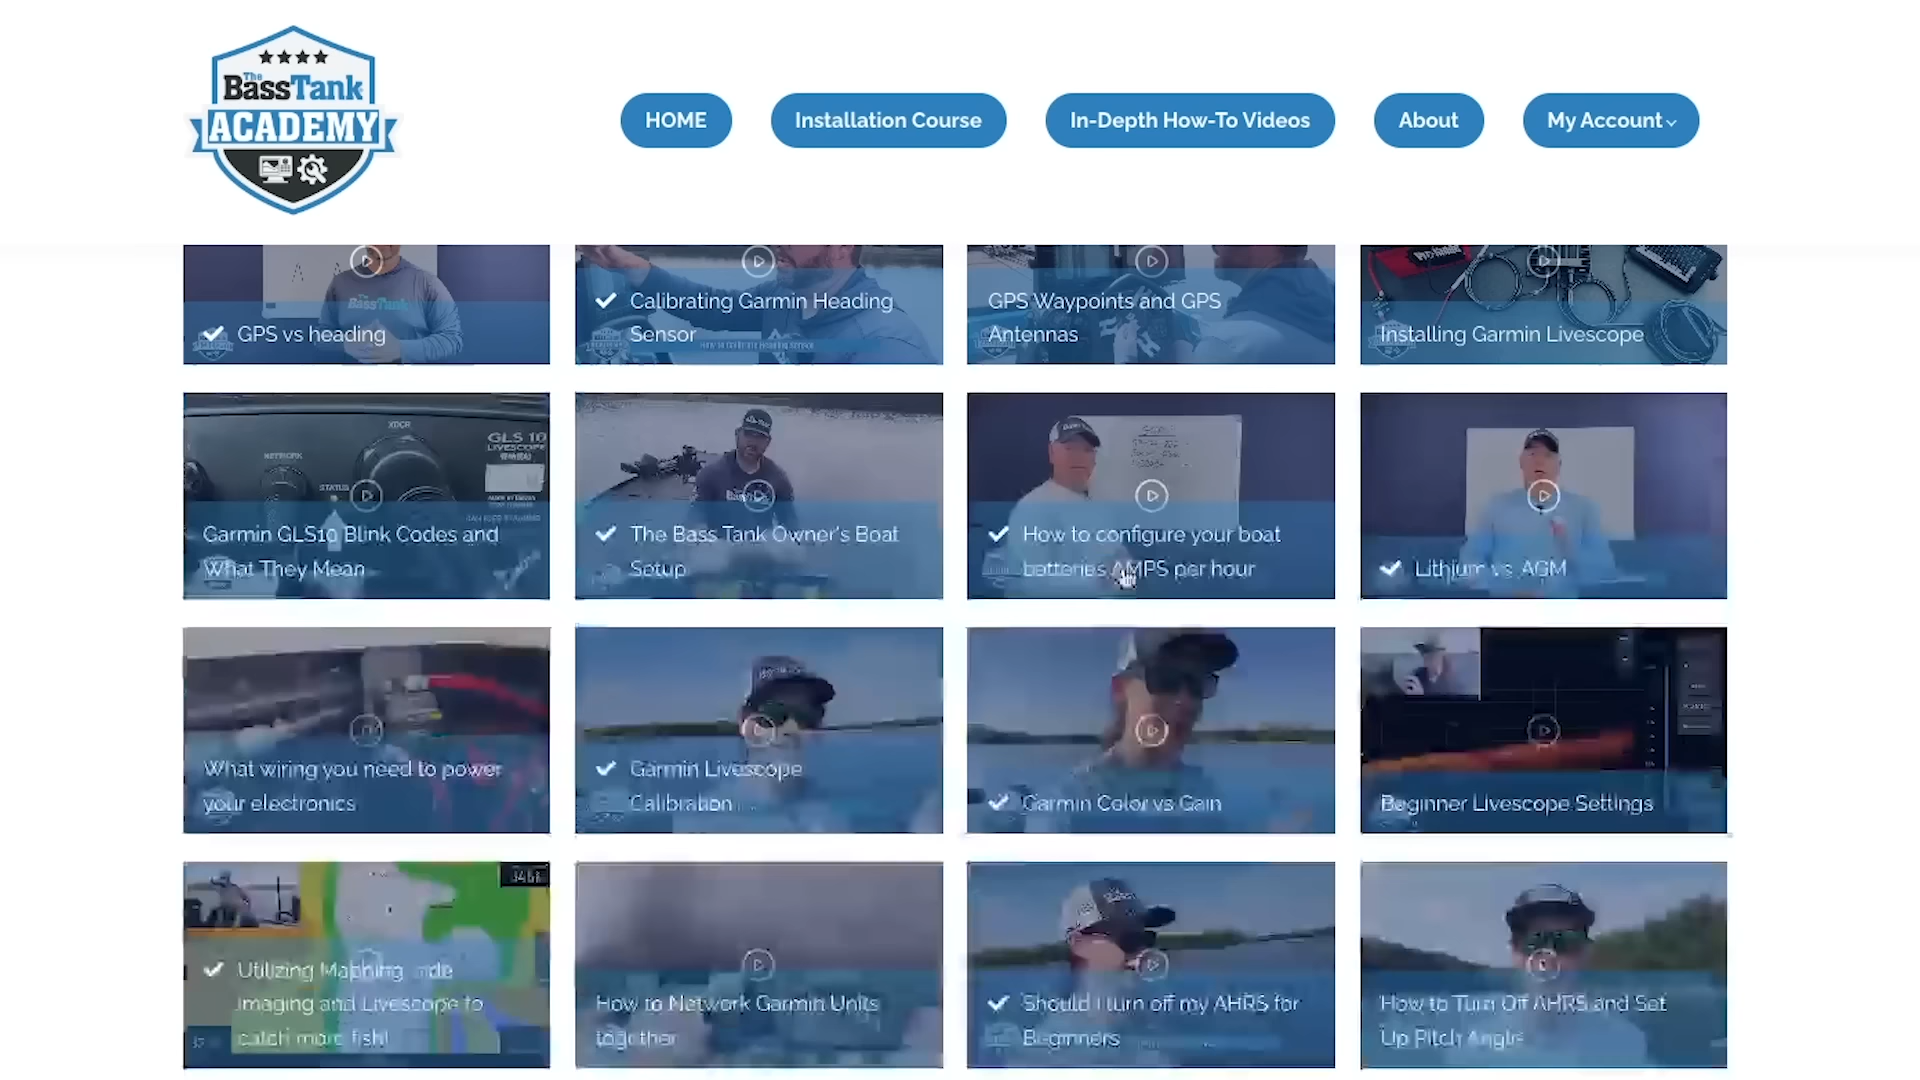 The
BassTank
ACADEMY
HOME
Installation Course
In-Depth How-To Videos
About
My Account
GPS vs heading
Calibrating Garmin Heading
Sensor
GPS Waypoints and GPS
Antennas
Installing Garmin Livescope
XDCR
NETWORK
STATUS
GLS 10
LIVESCOPE
Garmin GLS10 Blink Codes and
What They Mean
The Bass Tank Owner's Boat
Setup
How to configure your boat
batteries AMPS per hour
Lithium vs. AGM
What wiring you need to power
your electronics
Garmin Livescope
Calibration
Garmin Color vs Gain
Beginner Livescope Settings
Utilizing Mapping, side
imaging and Livescope to
catch more fish!
How to Network Garmin Units
together
Should I turn off my AHRS for
Beginners
How to Turn Off AHRS and Set
Up Pitch Angle